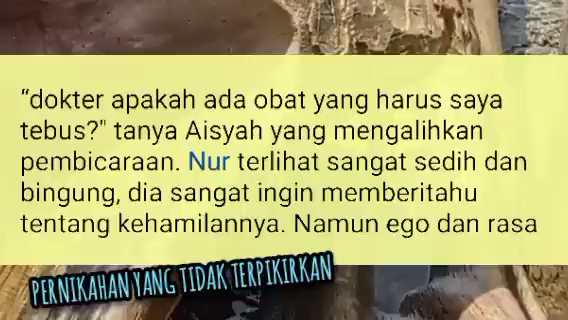 “dokter apakah ada obat yang harus saya
tebus?" tanya Aisyah yang mengalihkan
pembicaraan. Nur terlihat sangat sedih dan
bingung, dia sangat ingin memberitahu
tentang kehamilannya. Namun ego dan rasa
PERNIKAHAN YANG TIDAK TERPIKIRKAN